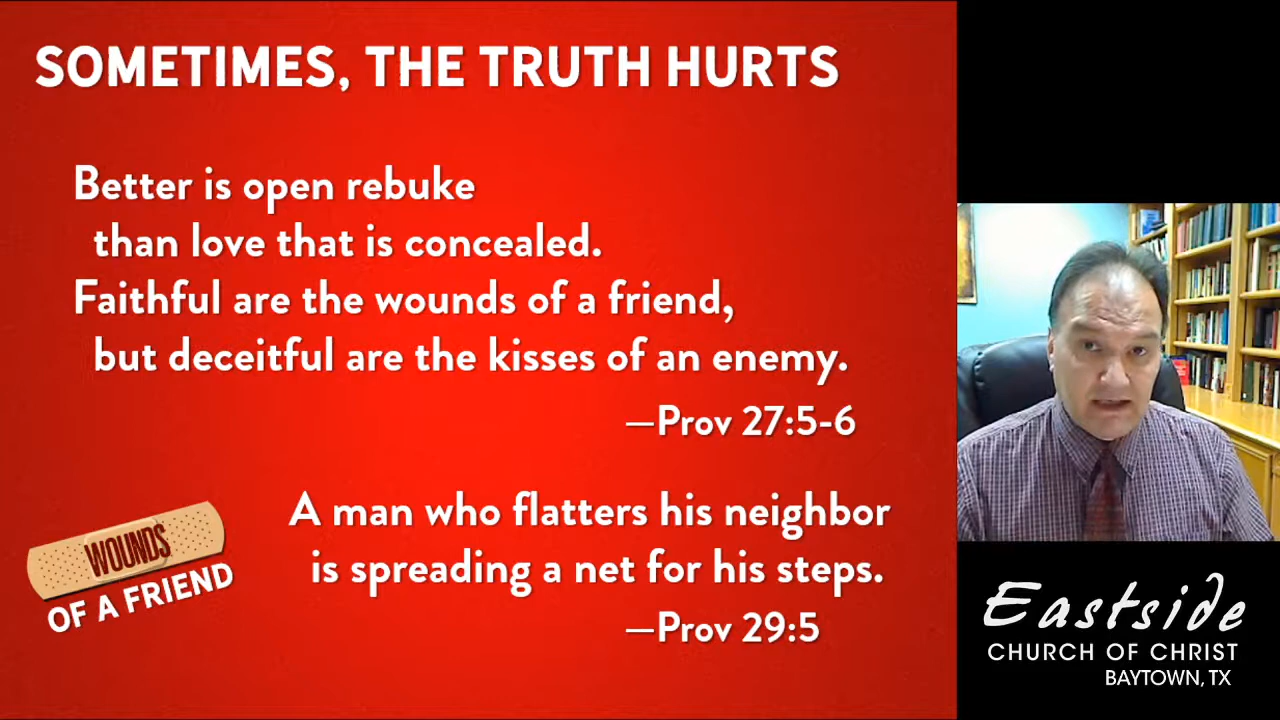 SOMETIMES, THE TRUTH HURTS
Better is open rebuke
than love that is concealed.
Faithful are the wounds of a friend,
but deceitful are the kisses of an enemy.
—Prov 27:5-6
A man who flatters his neighbor
is spreading a net for his steps.
—Prov 29:5
WOUNDS
OF A FRIEND
Eastside
CHURCH OF CHRIST
BAYTOWN, TX